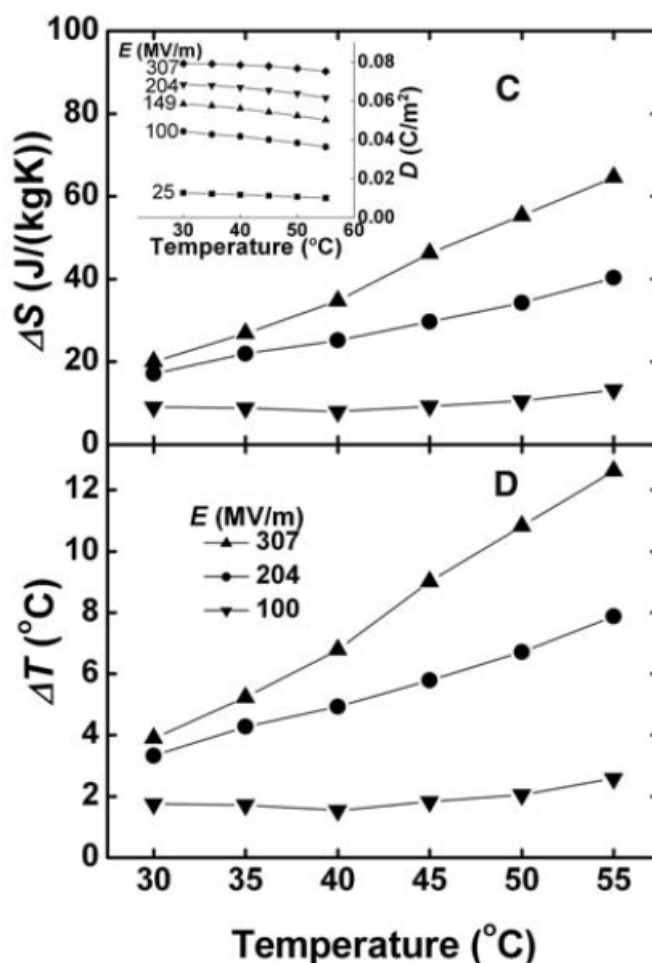 100
80
60
40
20
0
ΔS (J/(kgK))
C
E (MV/m)
307
204
149
100
25
0.08
0.06
0.04
0.02
0.00
D (C/m²)
30 40 50 60
Temperature (°C)
12
10
8
6
4
2
0
ΔT (°C)
D
E (MV/m)
307
204
100
30 35 40 45 50 55
Temperature (°C)